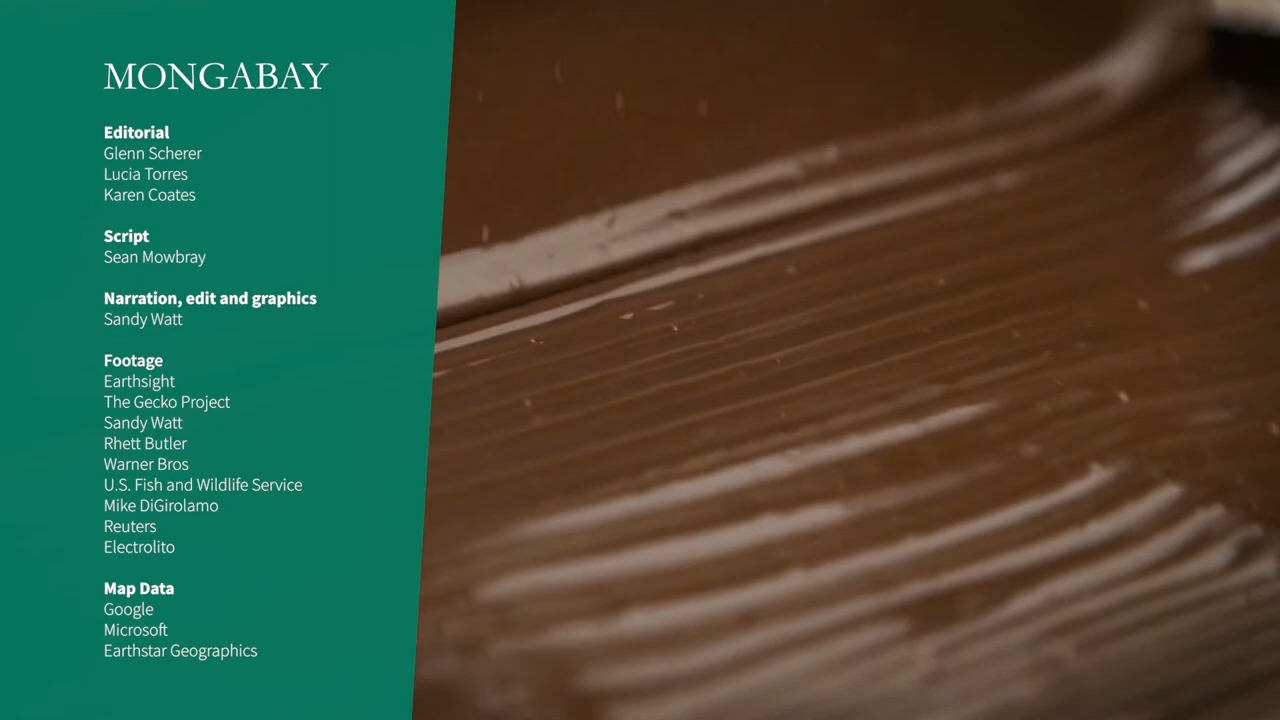 MONGABAY
Editorial
Glenn Scherer
Lucia Torres
Karen Coates
Script
Sean Mowbray
Narration, edit and graphics
Sandy Watt
Footage
Earthsight
The Gecko Project
Sandy Watt
Rhett Butler
Warner Bros
U.S. Fish and Wildlife Service
Mike DiGirolamo
Reuters
Electrolito
Map Data
Google
Microsoft
Earthstar Geographics